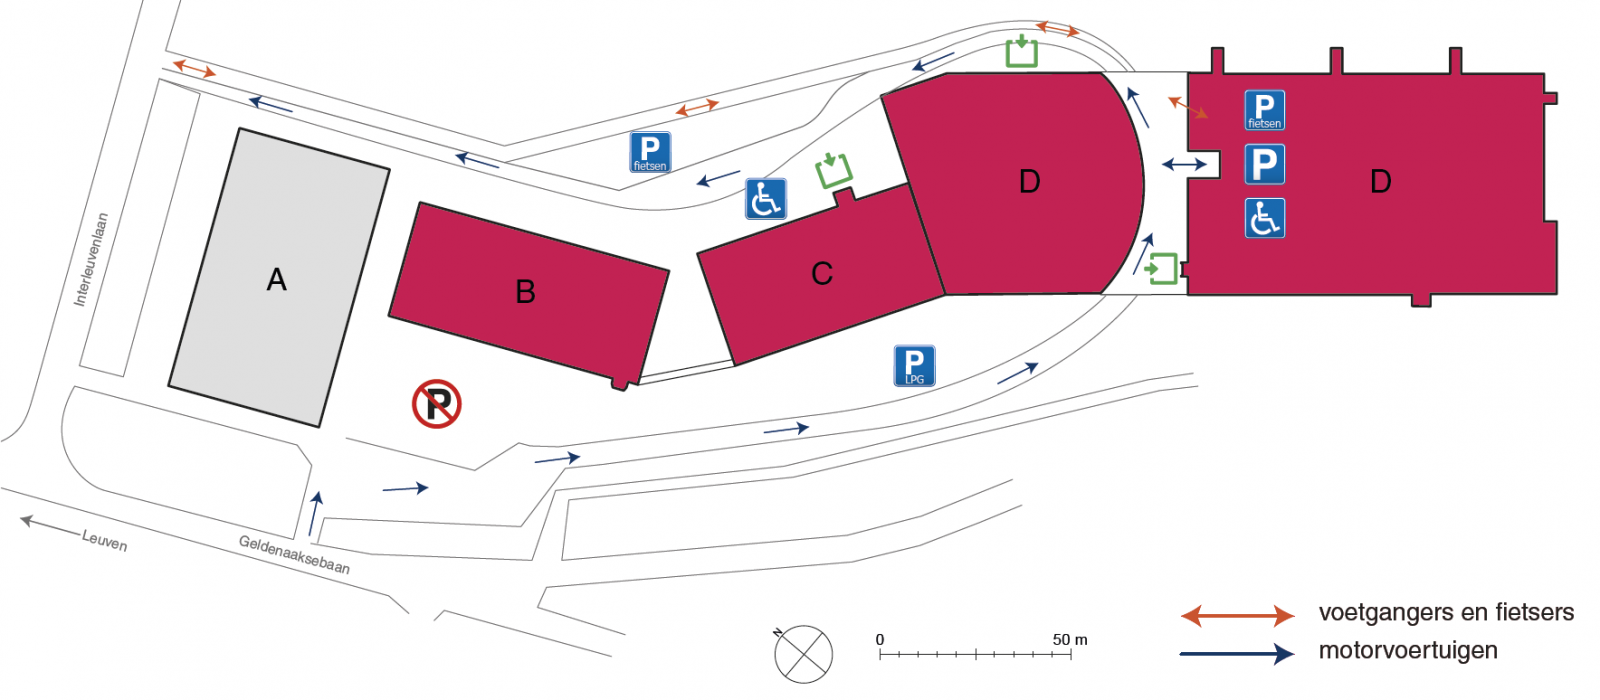 P
fietsen
D
P
fietsen
P
D
A
B
C
Interleuvenlaan
P
P
LPG
Leuven
Geldenaaksebaan
N
0 50 m
voetgangers en fietsers
motorvoertuigen